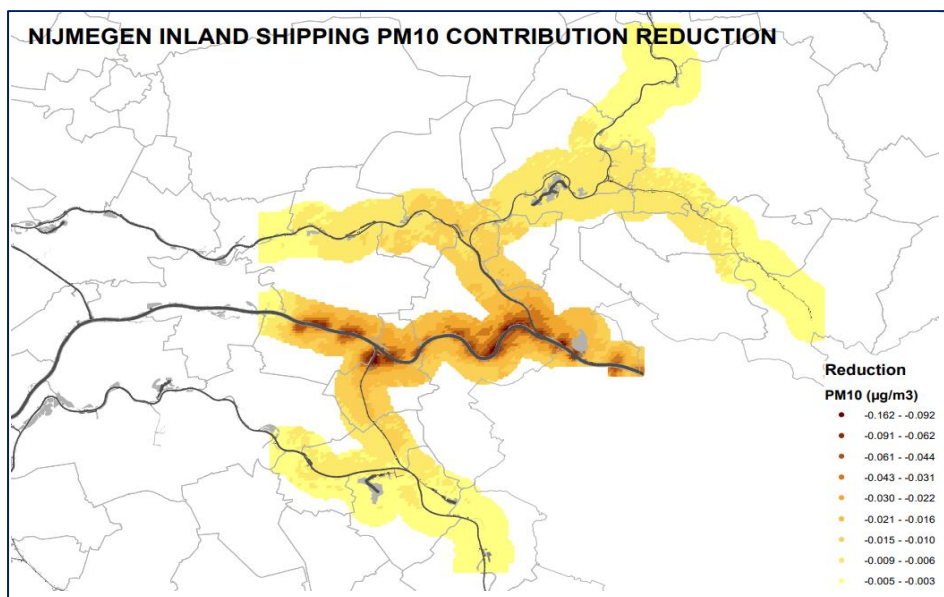 NIJMEGEN INLAND SHIPPING PM10 CONTRIBUTION REDUCTION
Reduction
PM10 (µg/m3)
-0.162 - -0.092
-0.091 - -0.062
-0.061 - -0.044
-0.043 - -0.031
-0.030 - -0.022
-0.021 - -0.016
-0.015 - -0.010
-0.009 - -0.006
-0.005 - -0.003